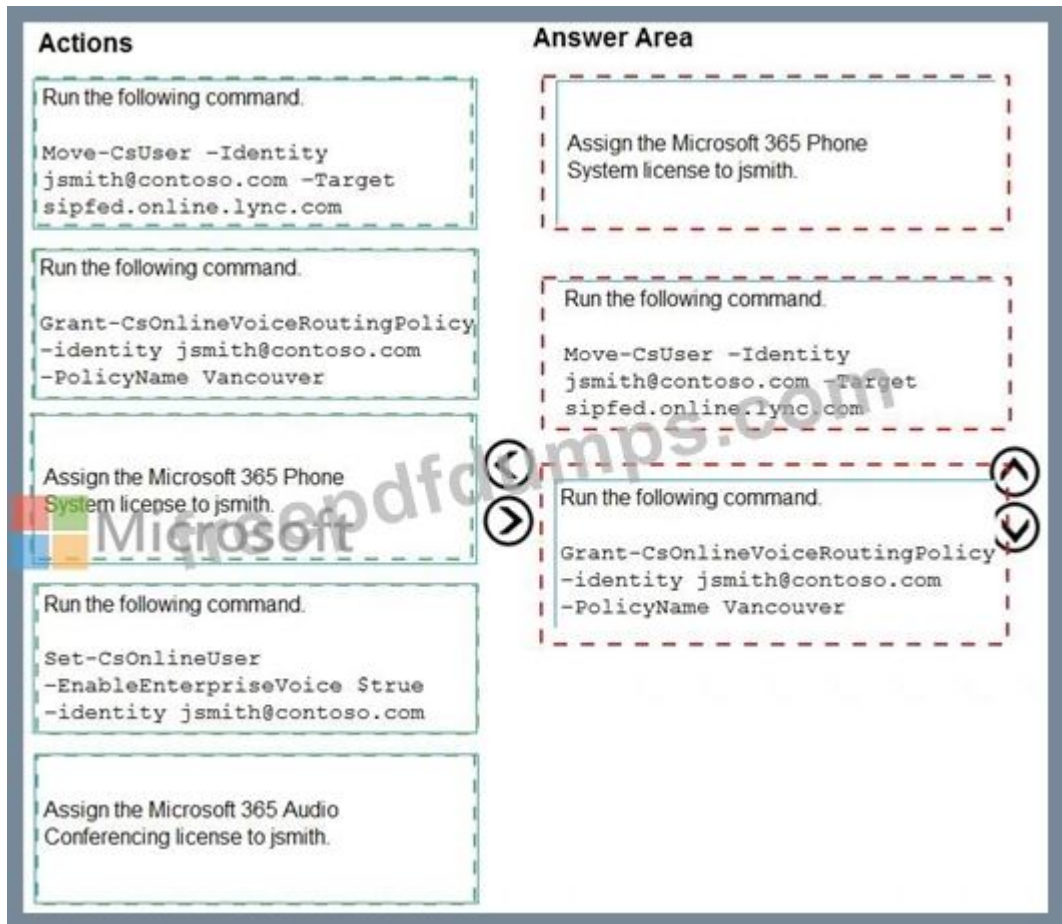 Actions
Run the following command.
Move-CsUser -Identity
jsmith@contoso.com -Target
sipfed.online.lync.com
Run the following command.
Grant-CsOnlineVoiceRoutingPolicy
-identity jsmith@contoso.com
-PolicyName Vancouver
Assign the Microsoft 365 Phone
System license to jsmith.
Run the following command.
Set-CsOnlineUser
-EnableEnterpriseVoice $true
-identity jsmith@contoso.com
Assign the Microsoft 365 Audio
Conferencing license to jsmith.
Answer Area
Assign the Microsoft 365 Phone
System license to jsmith.
Run the following command.
Move-CsUser -Identity
jsmith@contoso.com -Target
sipfed.online.lync.com
Run the following command.
Grant-CsOnlineVoiceRoutingPolicy
-identity jsmith@contoso.com
-PolicyName Vancouver
Microsoft
freepdfdumps.com